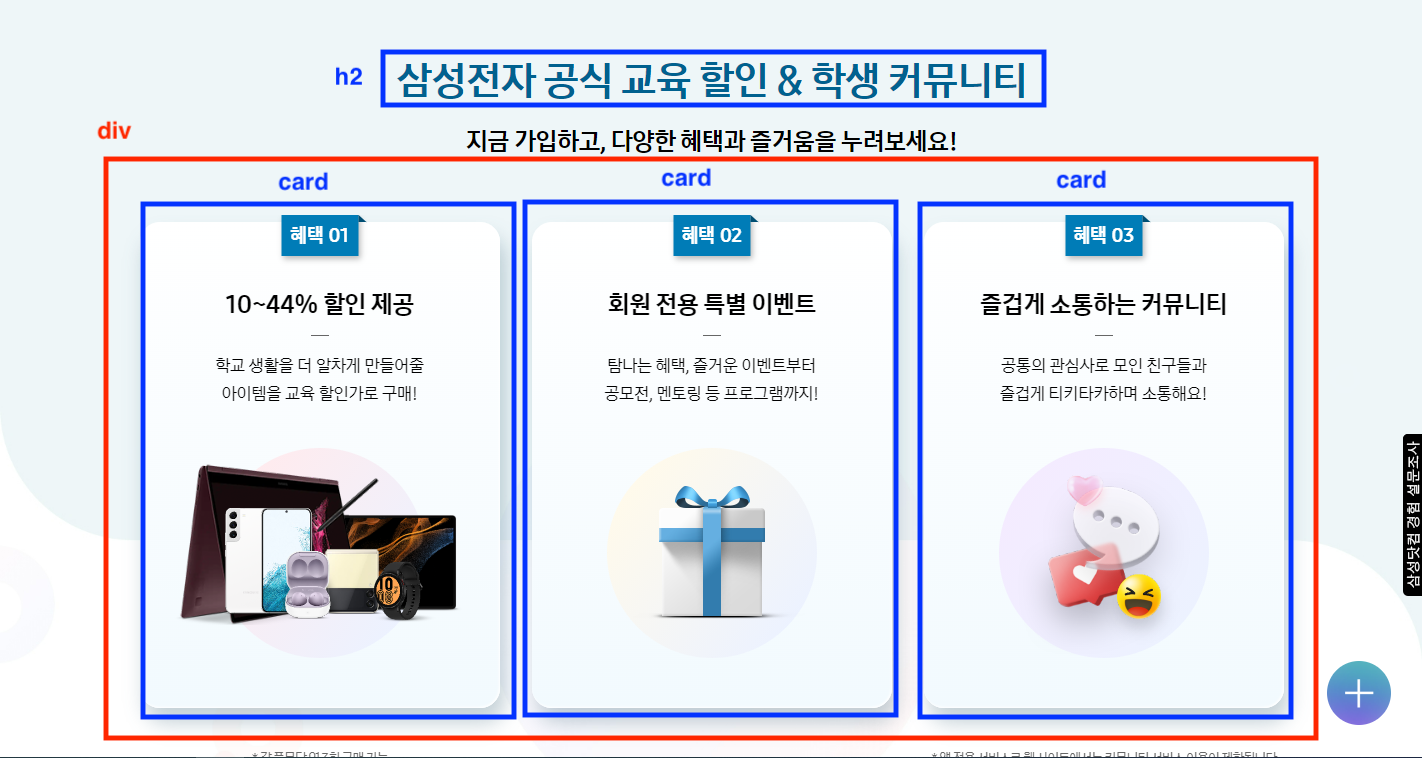 h2
삼성전자 공식 교육 할인 & 학생 커뮤니티
div
지금 가입하고, 다양한 혜택과 즐거움을 누려보세요!
card
card
card
혜택 01
10~44% 할인 제공
학교 생활을 더 알차게 만들어줄
아이템을 교육 할인가로 구매!
혜택 02
회원 전용 특별 이벤트
탐나는 혜택, 즐거운 이벤트부터
공모전, 멘토링 등 프로그램까지!
혜택 03
즐겁게 소통하는 커뮤니티
공통의 관심사로 모인 친구들과
즐겁게 티키타카하며 소통해요!
삼성닷컴 경험 설문조사